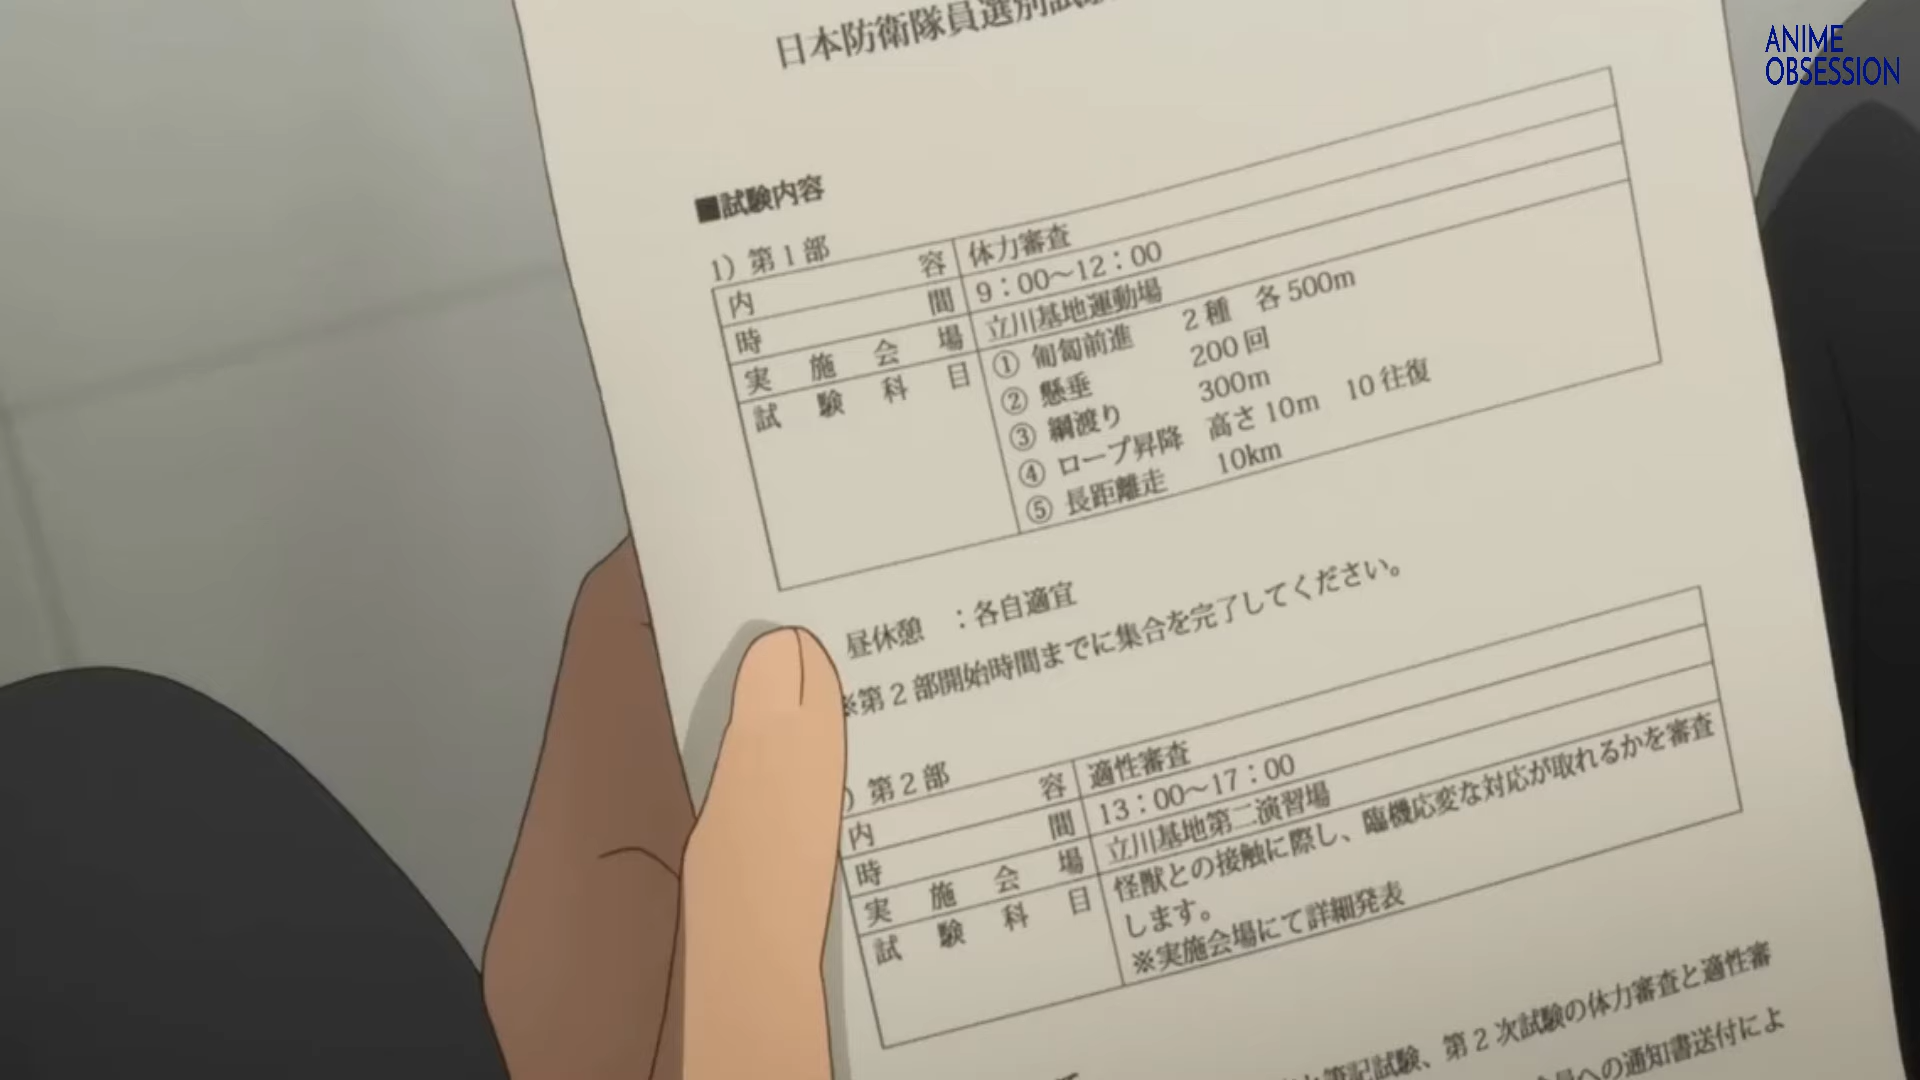 ANIME
OBSESSION
日本防衛隊員選別試験
■試験内容
1）第1部
内容 体力審査
時間 9：00～12：00
実施会場 立川基地運動場
試験科目 ① 匍匐前進 2種 各500m
② 懸垂 200回
③ 綱渡り 300m
④ ロープ昇降 高さ10m 10往復
⑤ 長距離走 10km
昼休憩 ：各自適宜
※第2部開始時間までに集合を完了してください。
）第2部
内容 適性審査
時間 13：00～17：00
実施会場 立川基地第二演習場
試験科目 怪獣との接触に際し、臨機応変な対応が取れるかを審査
します。
※実施会場にて詳細発表
筆記試験、第2次試験の体力審査と適性審
への通知書送付によ